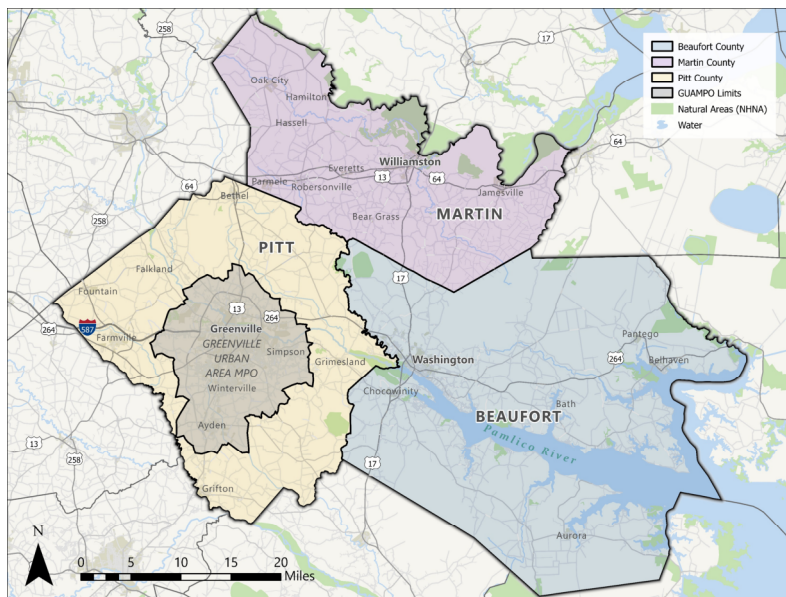 258
17
Beaufort County
Martin County
Pitt County
GUAMPO Limits
Natural Areas (NHNA)
Water
Oak City
Hamilton
Hassell
258
64
Williamston
Everetts
13
64
64
Parmele
Robersonville
Jamesville
Bethel
Bear Grass
MARTIN
258
PITT
Falkland
17
Fountain
13
264
264
587
Farmville
Greenville
GREENVILLE
URBAN
AREA MPO
Simpson
Grimesland
Winterville
Washington
Pantego
264
Belhaven
Chocowinity
Bath
BEAUFORT
Ayden
Pamlico River
13
258
17
Grifton
Aurora
N
0 5 10 15 20
Miles